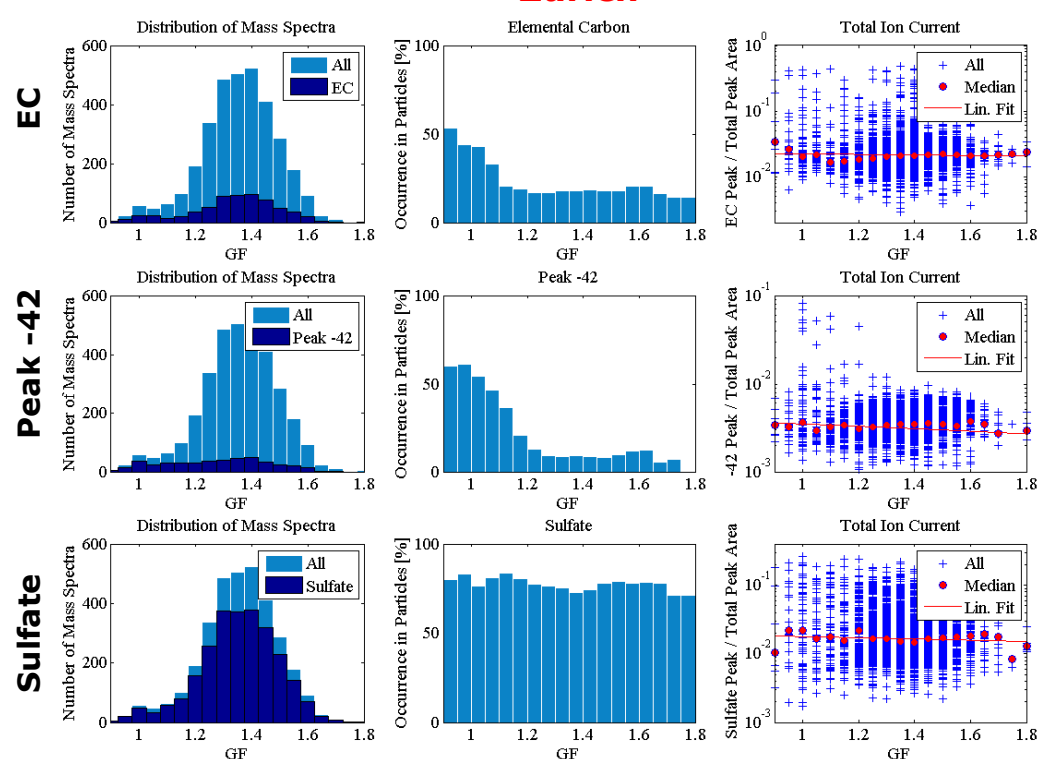 Distribution of Mass Spectra
Elemental Carbon
Total Ion Current
EC
Number of Mass Spectra
600
400
200
0
1
1.2
1.4
1.6
1.8
GF
All
EC
Occurrence in Particles [%]
100
50
0
1
1.2
1.4
1.6
1.8
GF
EC Peak / Total Peak Area
10^0
10^-1
10^-2
1
1.2
1.4
1.6
1.8
GF
All
Median
Lin. Fit
Distribution of Mass Spectra
Peak -42
Total Ion Current
Peak -42
Number of Mass Spectra
600
400
200
0
1
1.2
1.4
1.6
1.8
GF
All
Peak -42
Occurrence in Particles [%]
100
50
0
1
1.2
1.4
1.6
1.8
GF
-42 Peak / Total Peak Area
10^-1
10^-2
10^-3
1
1.2
1.4
1.6
1.8
GF
All
Median
Lin. Fit
Distribution of Mass Spectra
Sulfate
Total Ion Current
Sulfate
Number of Mass Spectra
600
400
200
0
1
1.2
1.4
1.6
1.8
GF
All
Sulfate
Occurrence in Particles [%]
100
50
0
1
1.2
1.4
1.6
1.8
GF
Sulfate Peak / Total Peak Area
10^0
10^-1
10^-2
10^-3
1
1.2
1.4
1.6
1.8
GF
All
Median
Lin. Fit